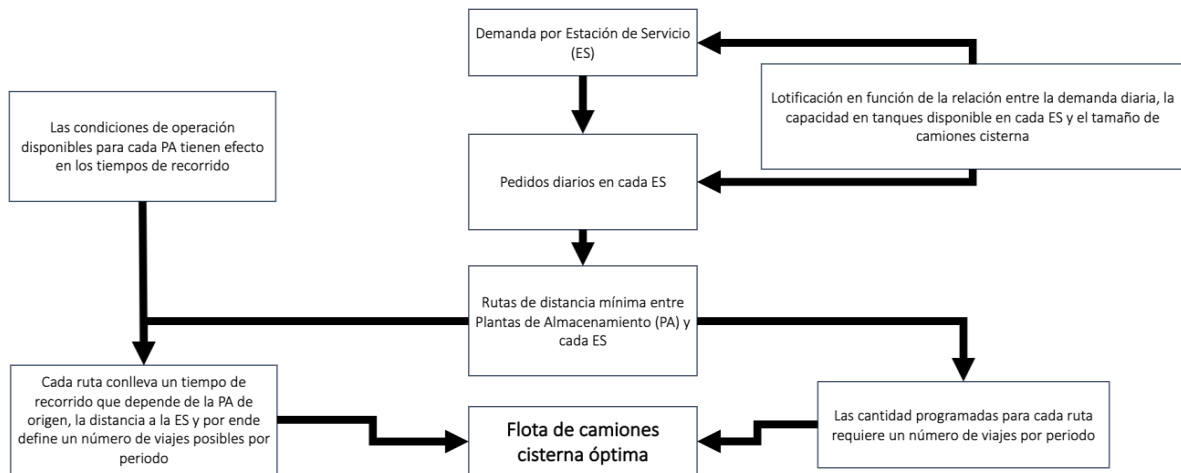 Demanda por Estación de Servicio
(ES)
Lotificación en función de la relación entre la demanda diaria, la
capacidad en tanques disponible en cada ES y el tamaño de
camiones cisterna
Las condiciones de operación
disponibles para cada PA tienen efecto
en los tiempos de recorrido
Pedidos diarios en cada ES
Rutas de distancia mínima entre
Plantas de Almacenamiento (PA) y
cada ES
Cada ruta conlleva un tiempo de
recorrido que depende de la PA de
origen, la distancia a la ES y por ende
define un número de viajes posibles por
periodo
Flota de camiones
cisterna óptima
Las cantidad programadas para cada ruta
requiere un número de viajes por periodo